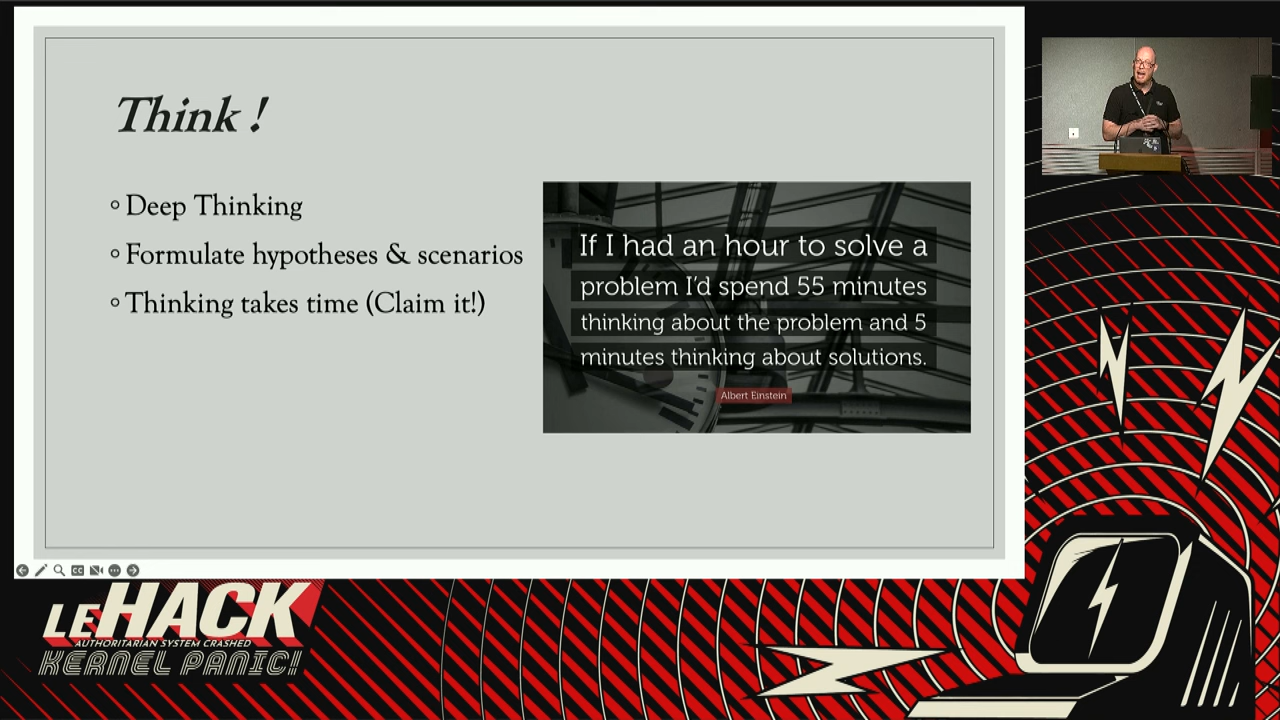 Think !
Deep Thinking
Formulate hypotheses & scenarios
Thinking takes time (Claim it!)
If I had an hour to solve a
problem I'd spend 55 minutes
thinking about the problem and 5
minutes thinking about solutions.
Albert Einstein
CC
LEHACK
AUTHORITARIAN SYSTEM CRASHED
KERNEL PANIC!